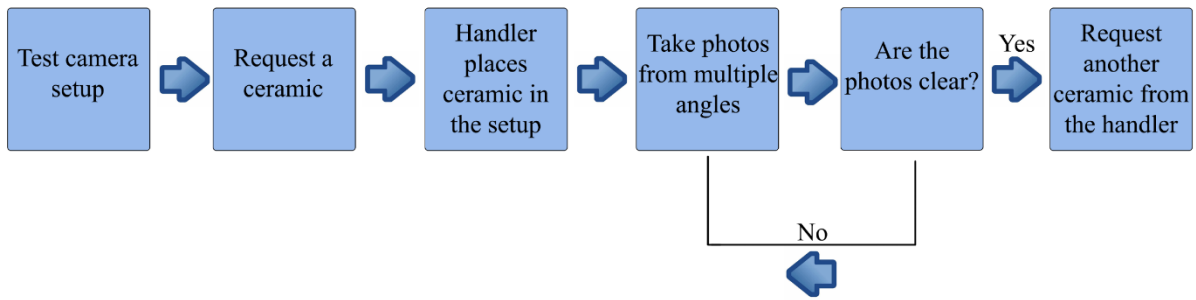 Test camera
setup
Request a
ceramic
Handler
places
ceramic in
the setup
Take photos
from multiple
angles
Are the
photos clear?
Yes
Request
another
ceramic from
the handler
No